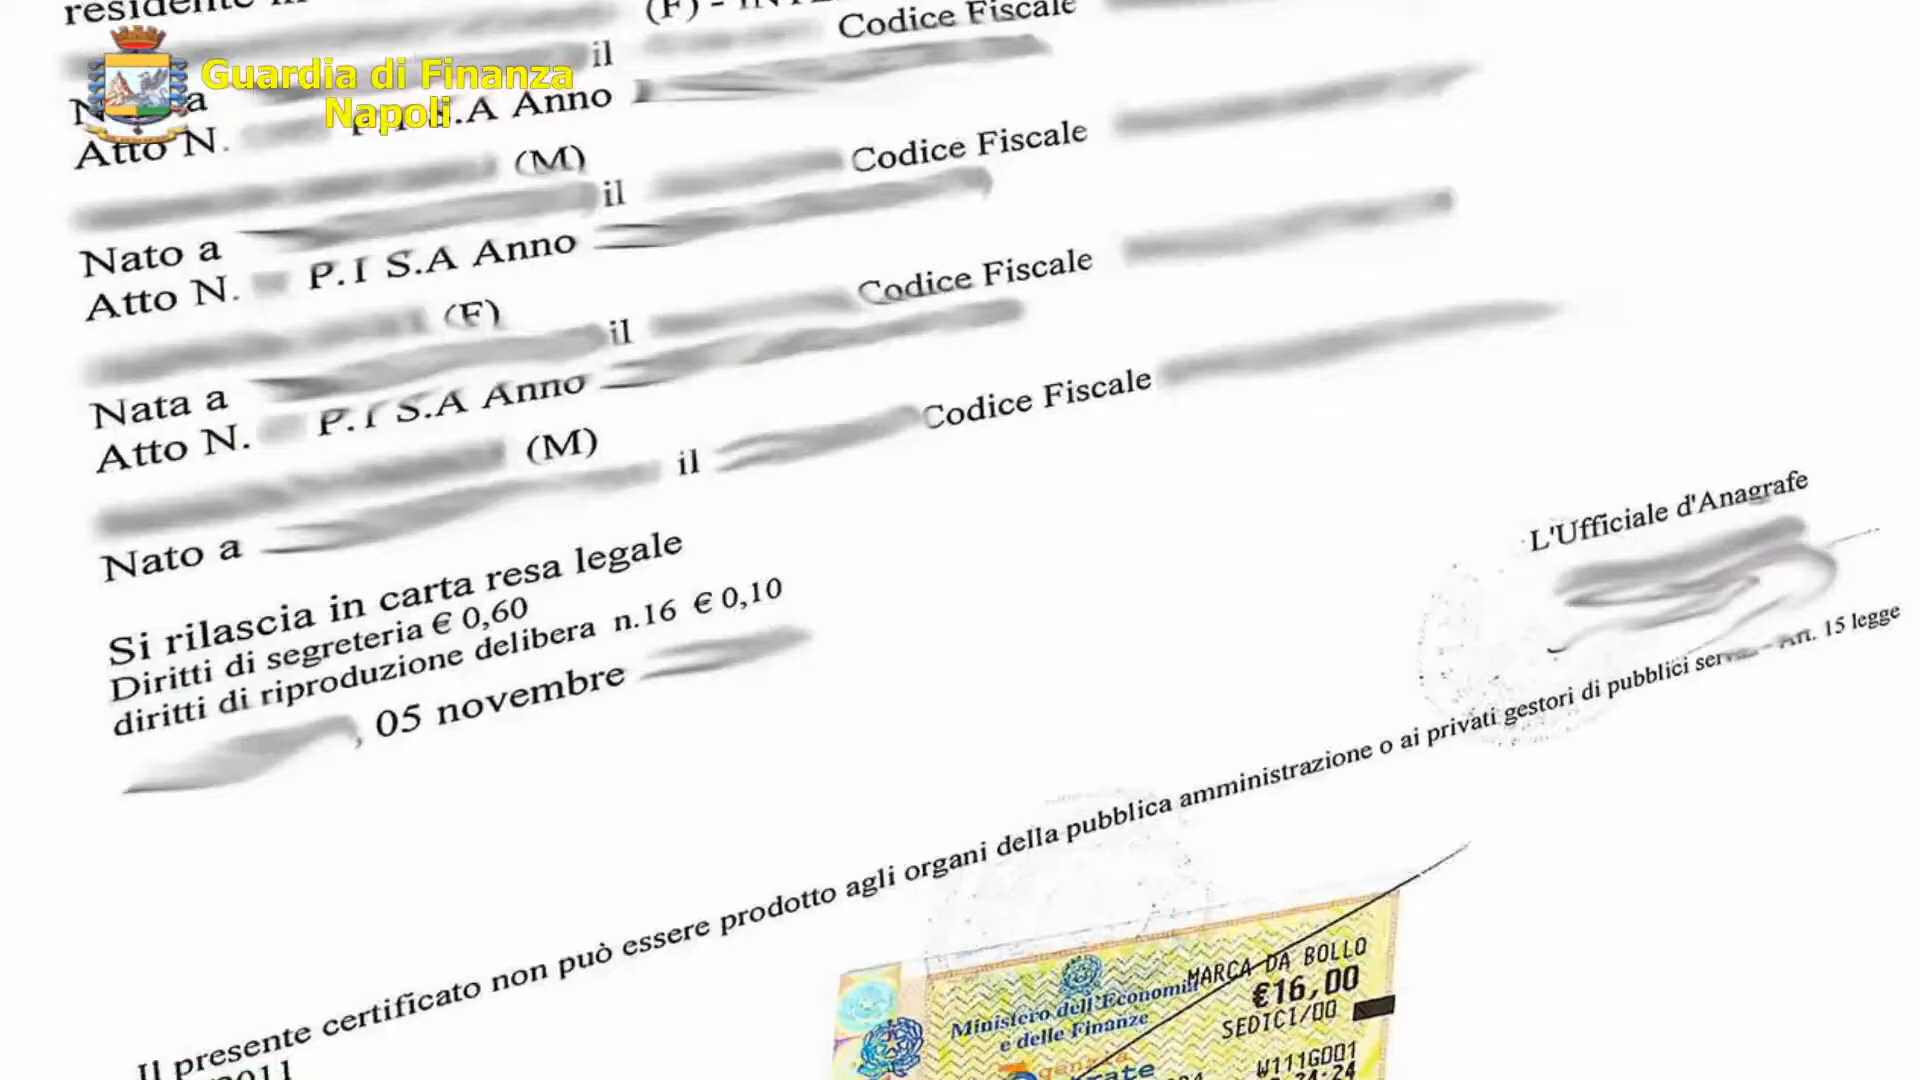 residente in
(F) -
Codice Fiscale
Guardia di Finanza
Napoli
il
a
Atto N. S.A Anno
(M)
Codice Fiscale
Nato a il
Atto N. P.I S.A Anno
(F)
Codice Fiscale
Nata a il
Atto N. P.I S.A Anno
(M)
Codice Fiscale
Nato a il
Si rilascia in carta resa legale
Diritti di segreteria € 0,60
diritti di riproduzione delibera n.16 € 0,10
, 05 novembre
L'Ufficiale d'Anagrafe
Il presente certificato non può essere prodotto agli organi della pubblica amministrazione o ai privati gestori di pubblici Art. 15 legge
2011
MARCA DA BOLLO
€16,00
SEDICI/00
Ministero dell'Economia
e delle Finanze
W111G001